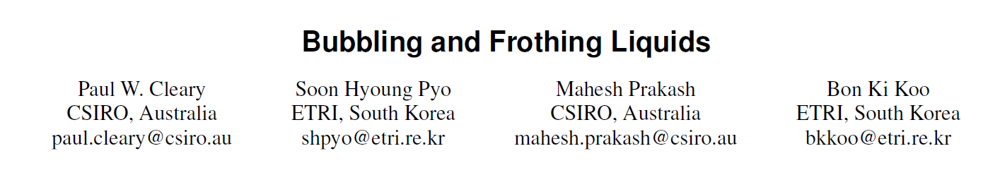 Bubbling and Frothing Liquids
Paul W. Cleary
CSIRO, Australia
paul.cleary@csiro.au
Soon Hyoung Pyo
ETRI, South Korea
shpyo@etri.re.kr
Mahesh Prakash
CSIRO, Australia
mahesh.prakash@csiro.au
Bon Ki Koo
ETRI, South Korea
bkkoo@etri.re.kr